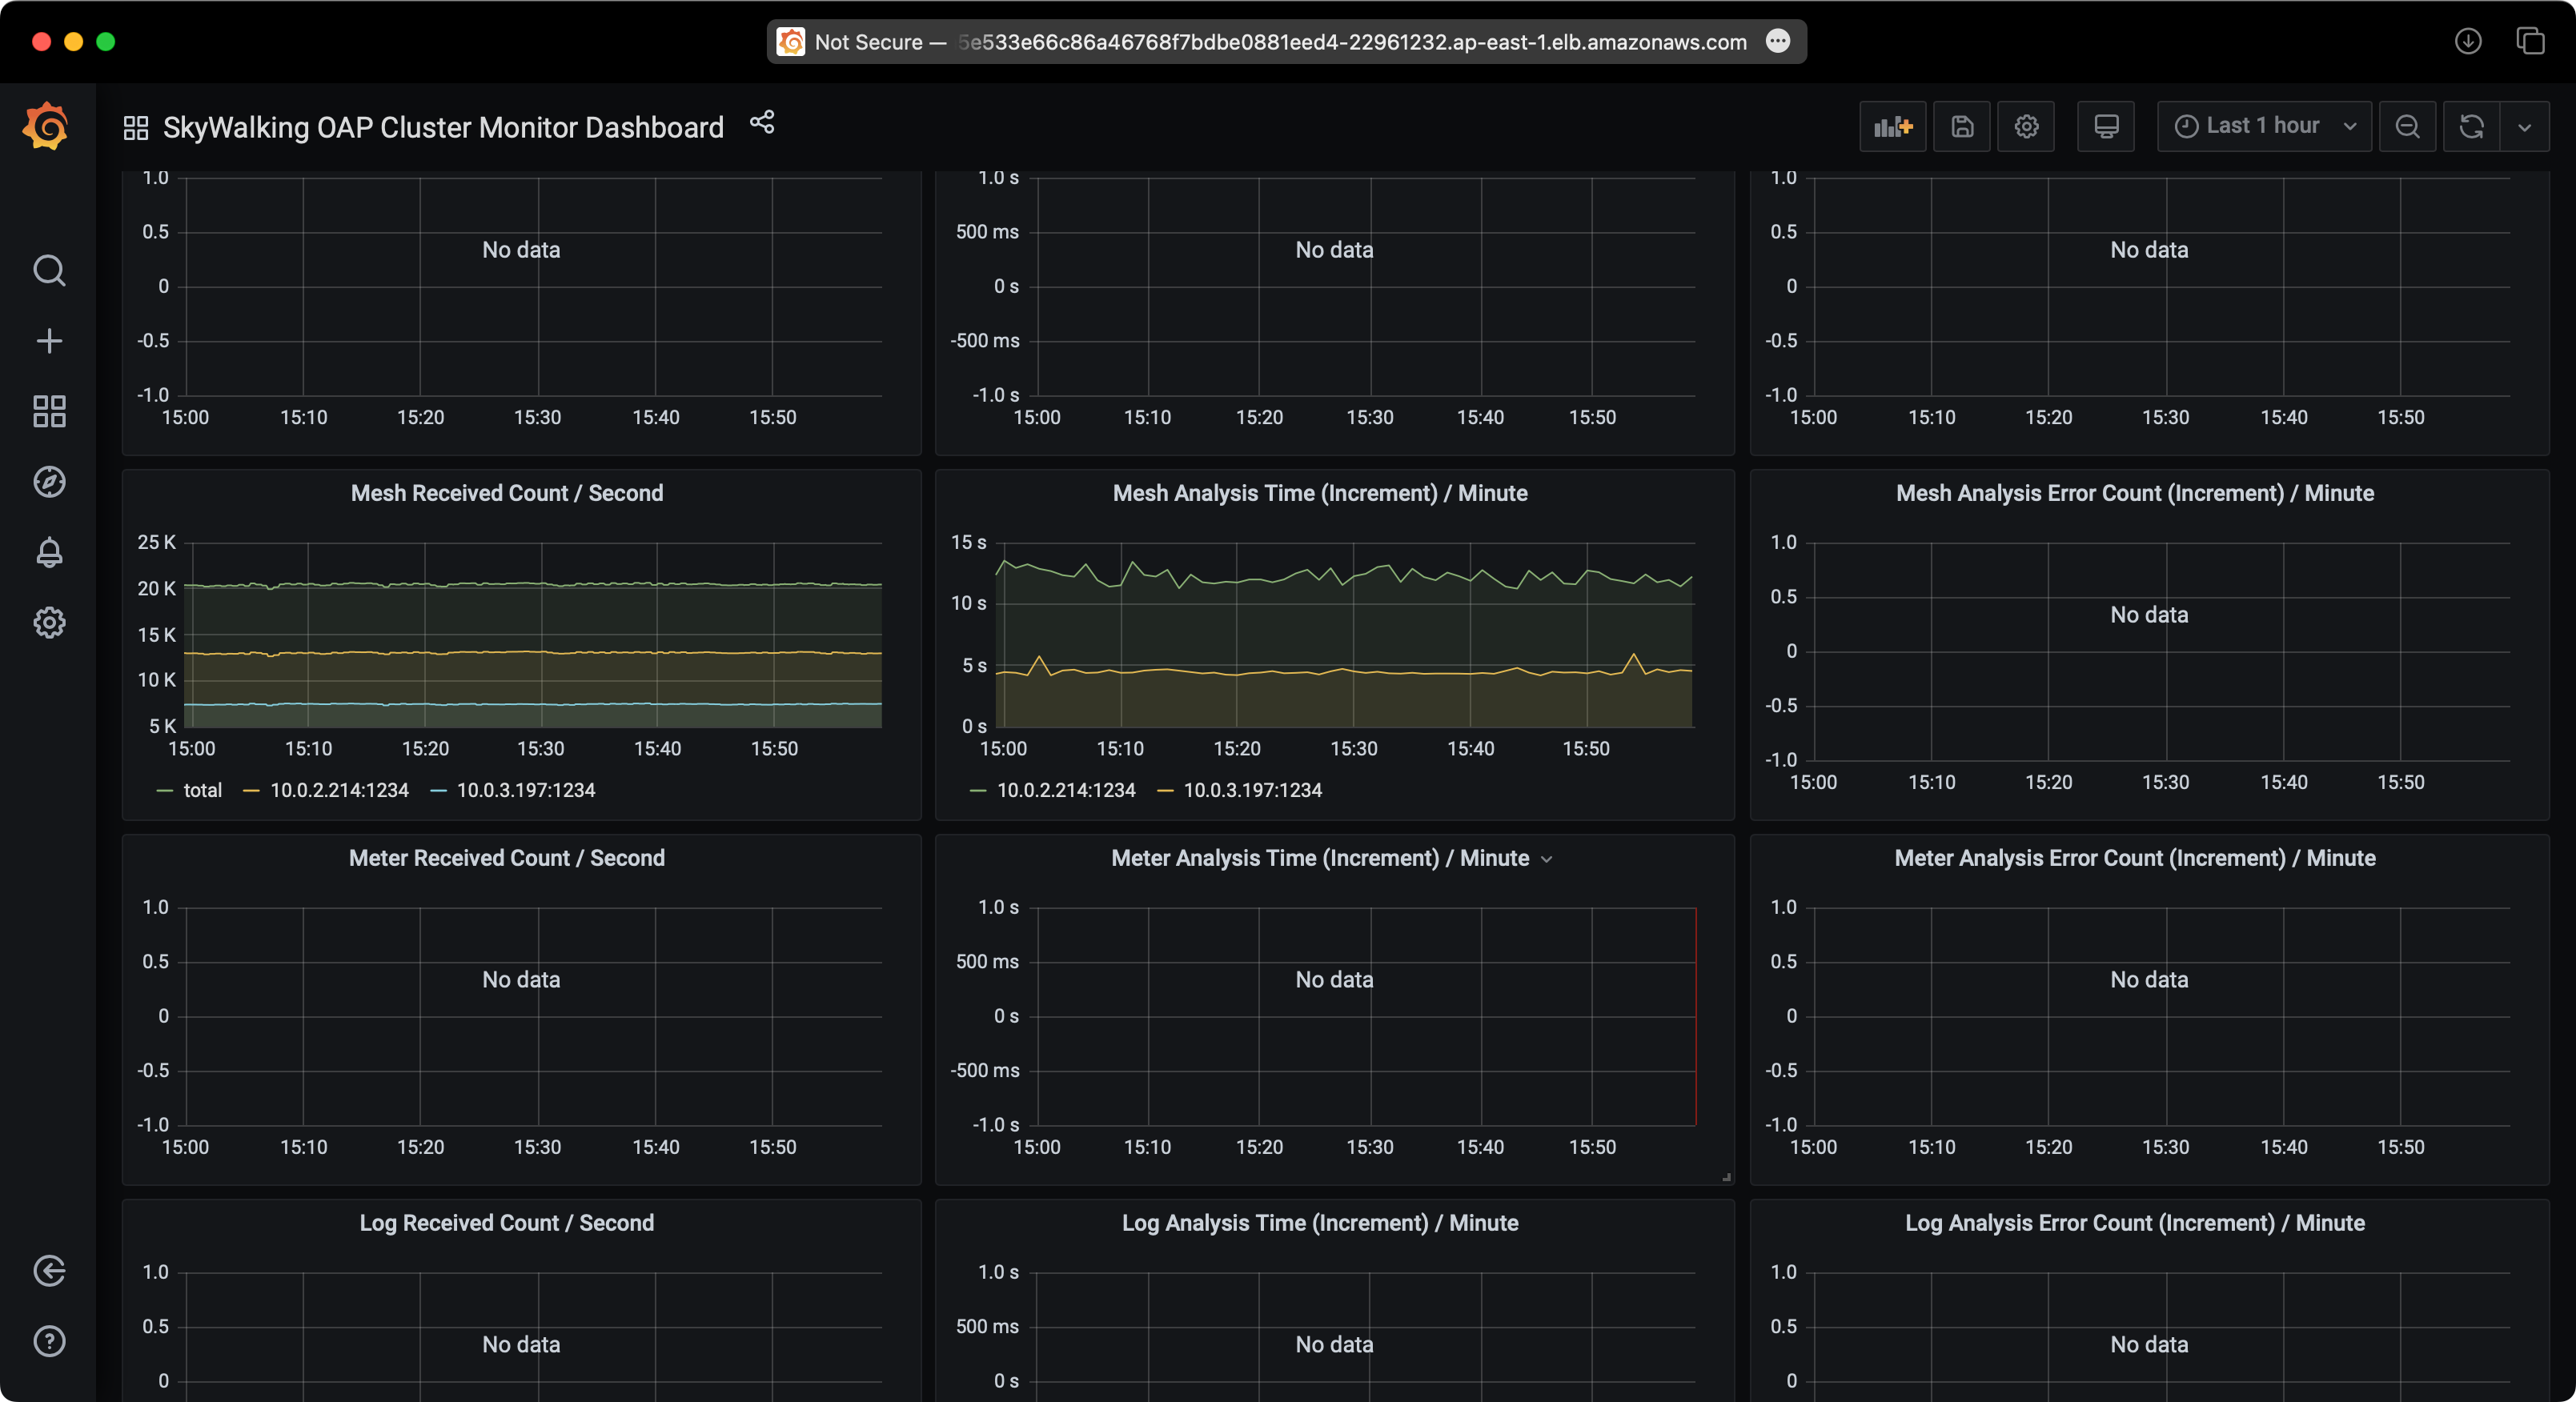 Not Secure — 5e533e66c86a46768f7bdbe0881eed4-22961232.ap-east-1.elb.amazonaws.com
SkyWalking OAP Cluster Monitor Dashboard
Last 1 hour
1.0
0.5
0
-0.5
-1.0
No data
15:00 15:10 15:20 15:30 15:40 15:50
1.0 s
500 ms
0 s
-500 ms
-1.0 s
No data
15:00 15:10 15:20 15:30 15:40 15:50
1.0
0.5
0
-0.5
-1.0
No data
15:00 15:10 15:20 15:30 15:40 15:50
Mesh Received Count / Second
25 K
20 K
15 K
10 K
5 K
15:00 15:10 15:20 15:30 15:40 15:50
total 10.0.2.214:1234 10.0.3.197:1234
Mesh Analysis Time (Increment) / Minute
15 s
10 s
5 s
0 s
15:00 15:10 15:20 15:30 15:40 15:50
10.0.2.214:1234 10.0.3.197:1234
Mesh Analysis Error Count (Increment) / Minute
1.0
0.5
0
-0.5
-1.0
No data
15:00 15:10 15:20 15:30 15:40 15:50
Meter Received Count / Second
1.0
0.5
0
-0.5
-1.0
No data
15:00 15:10 15:20 15:30 15:40 15:50
Meter Analysis Time (Increment) / Minute
1.0 s
500 ms
0 s
-500 ms
-1.0 s
No data
15:00 15:10 15:20 15:30 15:40 15:50
Meter Analysis Error Count (Increment) / Minute
1.0
0.5
0
-0.5
-1.0
No data
15:00 15:10 15:20 15:30 15:40 15:50
Log Received Count / Second
1.0
0.5
0
No data
Log Analysis Time (Increment) / Minute
1.0 s
500 ms
0 s
No data
Log Analysis Error Count (Increment) / Minute
1.0
0.5
0
No data